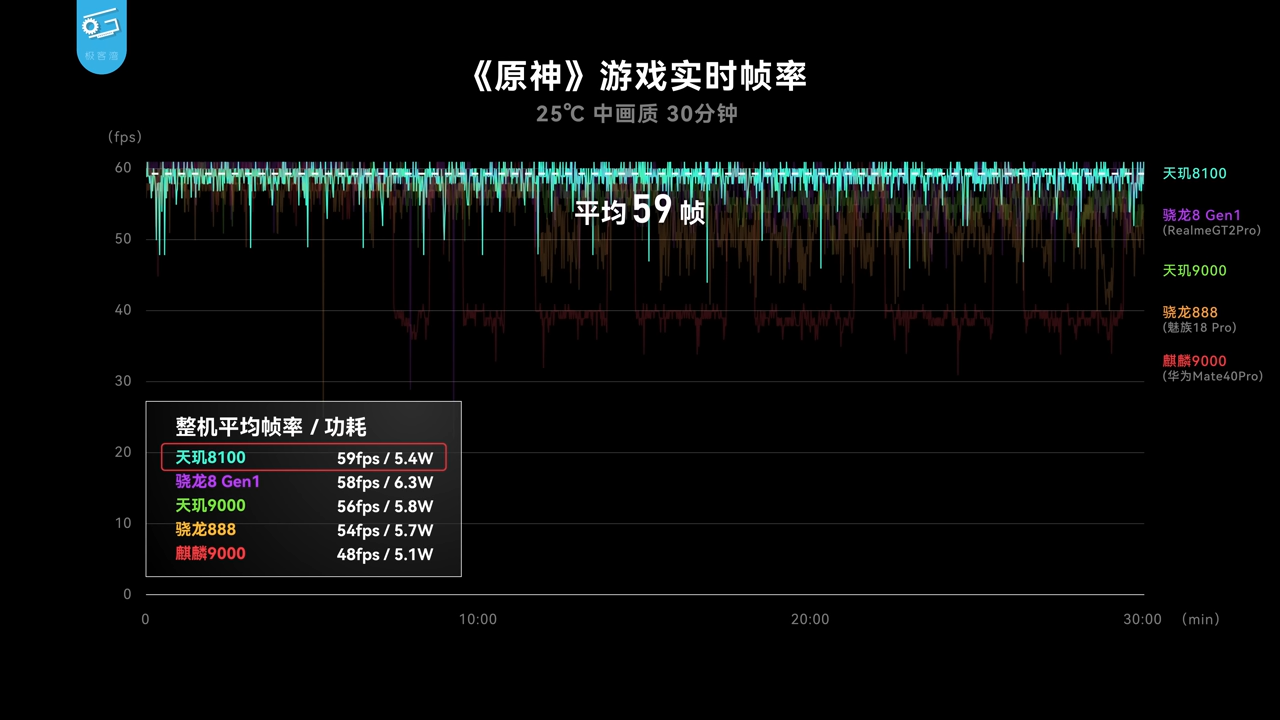 极客湾
《原神》游戏实时帧率
25℃ 中画质 30分钟
(fps)
60
50
40
30
20
10
0
平均59帧
天玑8100
骁龙8 Gen1
(RealmeGT2Pro)
天玑9000
骁龙888
(魅族18 Pro)
麒麟9000
(华为Mate40Pro)
整机平均帧率 / 功耗
天玑8100 59fps / 5.4W
骁龙8 Gen1 58fps / 6.3W
天玑9000 56fps / 5.8W
骁龙888 54fps / 5.7W
麒麟9000 48fps / 5.1W
0 10:00 20:00 30:00 (min)